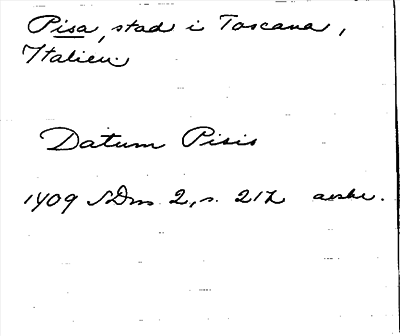 Pisa, stad i Toscana,
Italien
Datum Pisis
1409 SDns 2, s. 212 avskr.